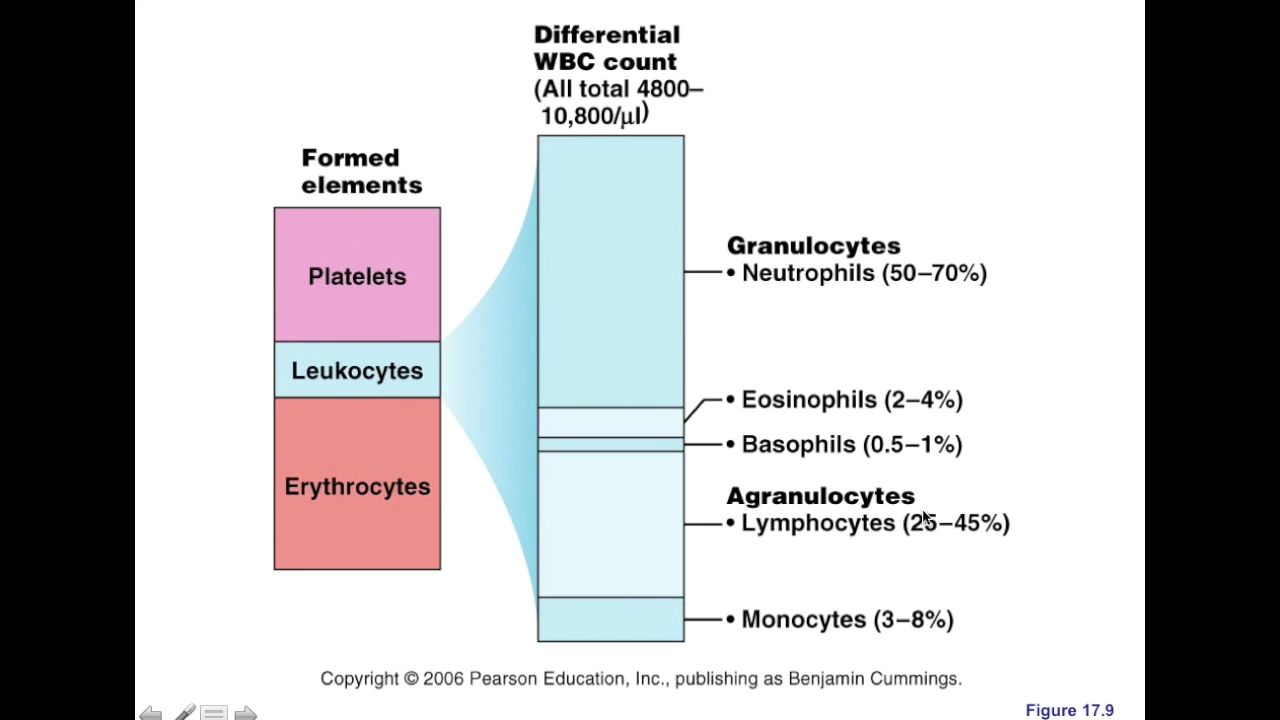 Differential
WBC count
(All total 4800–
10,800/µl)
Formed
elements
Platelets
Leukocytes
Erythrocytes
Granulocytes
• Neutrophils (50–70%)
• Eosinophils (2–4%)
• Basophils (0.5–1%)
Agranulocytes
• Lymphocytes (25–45%)
• Monocytes (3–8%)
Copyright © 2006 Pearson Education, Inc., publishing as Benjamin Cummings.
Figure 17.9